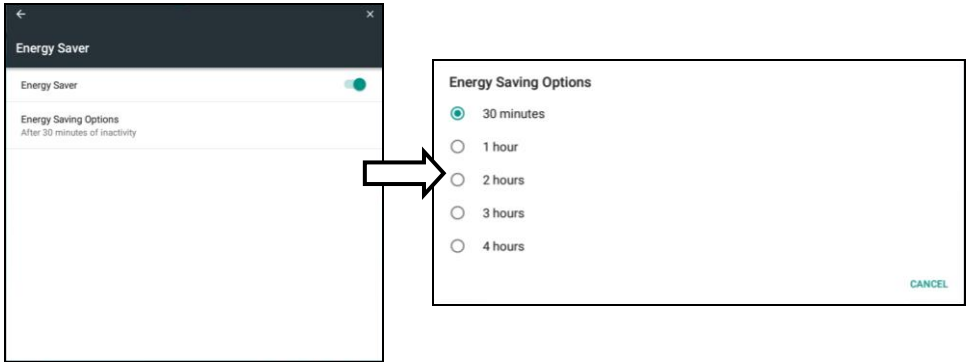 Energy Saver
Energy Saver
Energy Saving Options
After 30 minutes of inactivity
Energy Saving Options
30 minutes
1 hour
2 hours
3 hours
4 hours
CANCEL